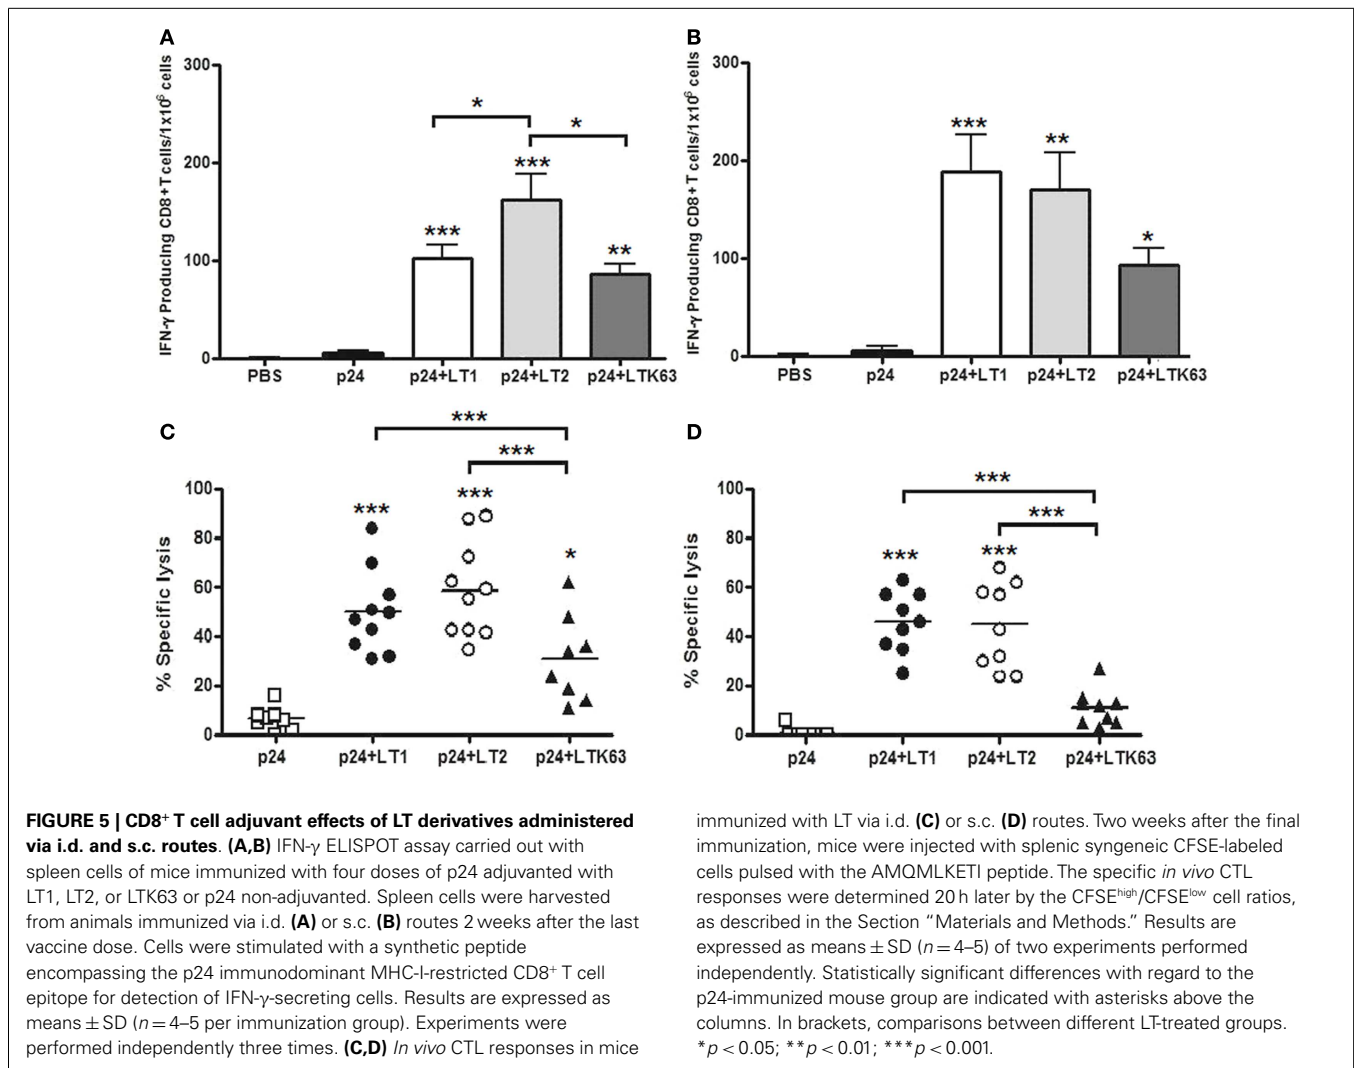 A
IFN-γ Producing CD8+T cells/1x10⁶ cells
300
200
100
0
*
*
***
***
**
PBS p24 p24+LT1 p24+LT2 p24+LTK63
B
IFN-γ Producing CD8+T cells/1x10⁶ cells
300
200
100
0
***
**
*
PBS p24 p24+LT1 p24+LT2 p24+LTK63
C
% Specific lysis
100
80
60
40
20
0
***
***
***
***
*
p24 p24+LT1 p24+LT2 p24+LTK63
D
% Specific lysis
100
80
60
40
20
0
***
***
***
***
p24 p24+LT1 p24+LT2 p24+LTK63
FIGURE 5 | CD8⁺ T cell adjuvant effects of LT derivatives administered
via i.d. and s.c. routes. (A,B) IFN-γ ELISPOT assay carried out with
spleen cells of mice immunized with four doses of p24 adjuvanted with
LT1, LT2, or LTK63 or p24 non-adjuvanted. Spleen cells were harvested
from animals immunized via i.d. (A) or s.c. (B) routes 2 weeks after the last
vaccine dose. Cells were stimulated with a synthetic peptide
encompassing the p24 immunodominant MHC-I-restricted CD8⁺ T cell
epitope for detection of IFN-γ-secreting cells. Results are expressed as
means ± SD (n = 4–5 per immunization group). Experiments were
performed independently three times. (C,D) In vivo CTL responses in mice
immunized with LT via i.d. (C) or s.c. (D) routes. Two weeks after the final
immunization, mice were injected with splenic syngeneic CFSE-labeled
cells pulsed with the AMQMLKETI peptide. The specific in vivo CTL
responses were determined 20 h later by the CFSEhigh/CFSElow cell ratios,
as described in the Section “Materials and Methods.” Results are
expressed as means ± SD (n = 4–5) of two experiments performed
independently. Statistically significant differences with regard to the
p24-immunized mouse group are indicated with asterisks above the
columns. In brackets, comparisons between different LT-treated groups.
*p < 0.05; **p < 0.01; ***p < 0.001.